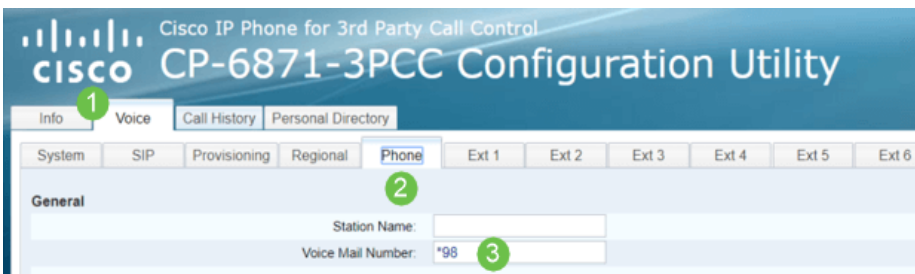 Cisco IP Phone for 3rd Party Call Control
CISCO CP-6871-3PCC Configuration Utility
1
Info Voice Call History Personal Directory
System SIP Provisioning Regional Phone Ext 1 Ext 2 Ext 3 Ext 4 Ext 5 Ext 6
2
General
Station Name:
Voice Mail Number: *98 3